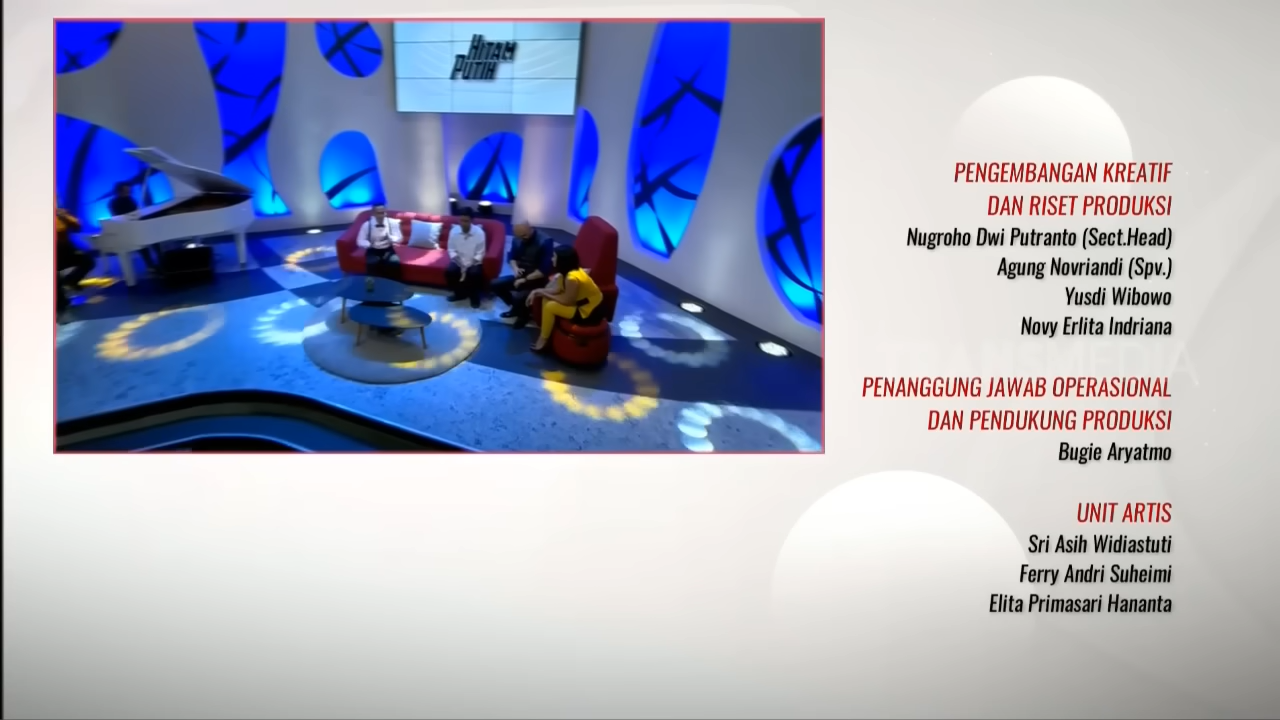 HITAM
PUTIH
PENGEMBANGAN KREATIF
DAN RISET PRODUKSI
Nugroho Dwi Putranto (Sect.Head)
Agung Novriandi (Spv.)
Yusdi Wibowo
Novy Erlita Indriana
PENANGGUNG JAWAB OPERASIONAL
DAN PENDUKUNG PRODUKSI
Bugie Aryatmo
UNIT ARTIS
Sri Asih Widiastuti
Ferry Andri Suheimi
Elita Primasari Hananta